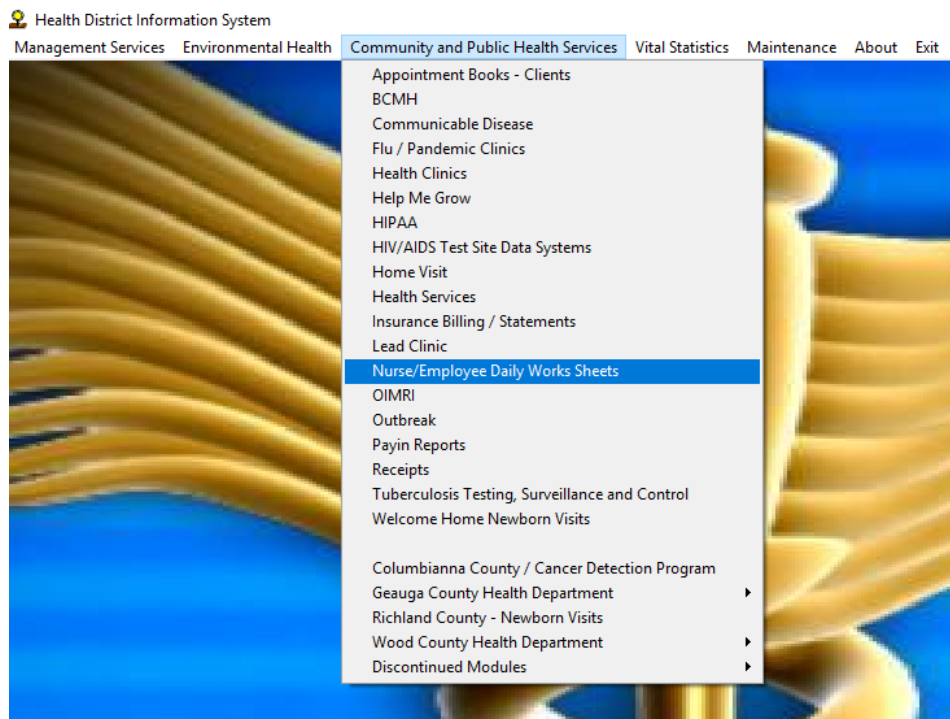 Health District Information System
Management Services Environmental Health Community and Public Health Services Vital Statistics Maintenance About Exit
Appointment Books - Clients
BCMH
Communicable Disease
Flu / Pandemic Clinics
Health Clinics
Help Me Grow
HIPAA
HIV/AIDS Test Site Data Systems
Home Visit
Health Services
Insurance Billing / Statements
Lead Clinic
Nurse/Employee Daily Works Sheets
OIMRI
Outbreak
Payin Reports
Receipts
Tuberculosis Testing, Surveillance and Control
Welcome Home Newborn Visits
Columbianna County / Cancer Detection Program
Geauga County Health Department
Richland County - Newborn Visits
Wood County Health Department
Discontinued Modules